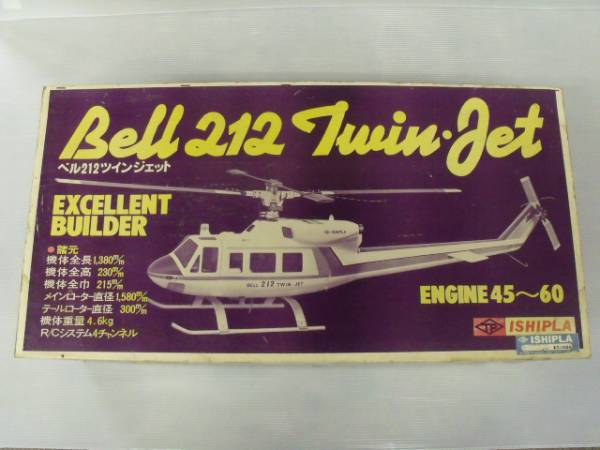 Bell 212 Twin·Jet
ベル212ツインジェット
EXCELLENT
BUILDER
●諸元
機体全長1,380m/m
機体全高 230m/m
機体全巾 215m/m
メインローター直径1,580m/m
テールローター直径 300m/m
機体重量 4.6kg
R/Cシステム4チャンネル
ISHIPLA
BELL 212 TWIN-JET
ENGINE 45〜60
ISHIPLA
ISHIPLA